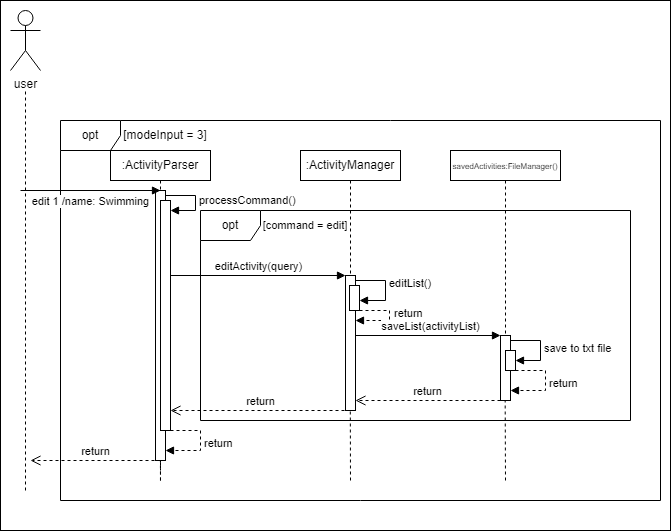 user
opt [modeInput = 3]
:ActivityParser
:ActivityManager
savedActivities:FileManager()
edit 1 /name: Swimming
processCommand()
opt [command = edit]
editActivity(query)
editList()
return
saveList(activityList)
save to txt file
return
return
return
return
return